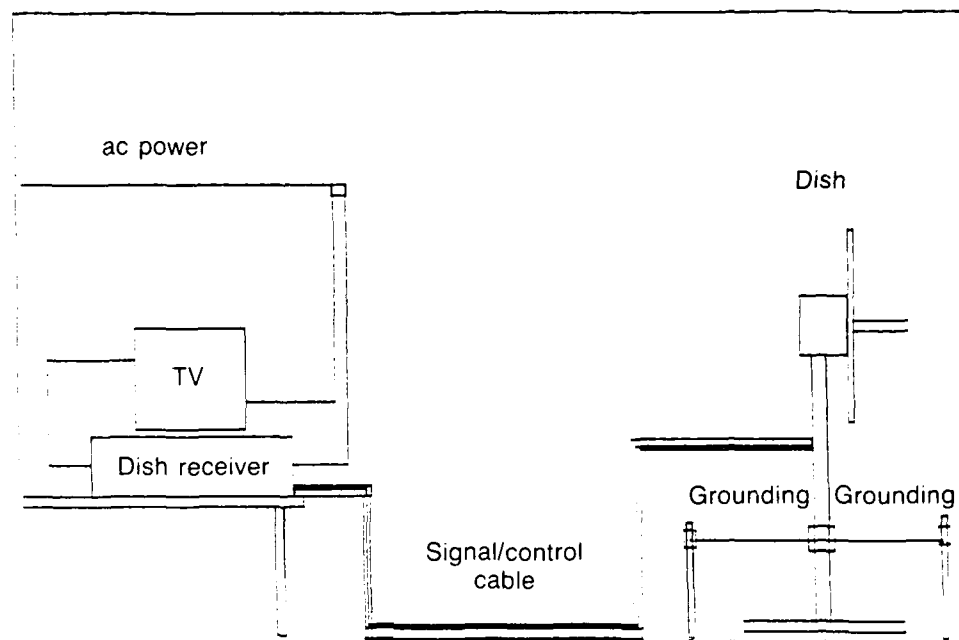 ac power
Dish
TV
Dish receiver
Grounding Grounding
Signal/control
cable